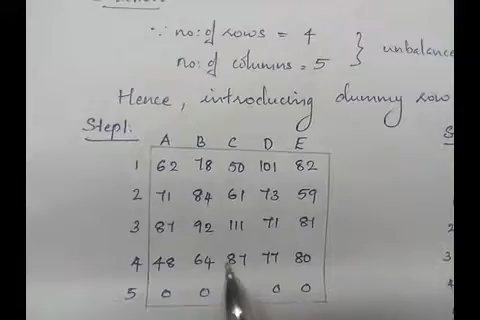 ∵ no: of rows = 4
no: of columns = 5 } unbalance
Hence, introducing dummy row
Step1:
A B C D E
1 62 78 50 101 82
2 71 84 61 73 59
3 87 92 111 71 81
4 48 64 87 77 80
5 0 0 0 0
3
4